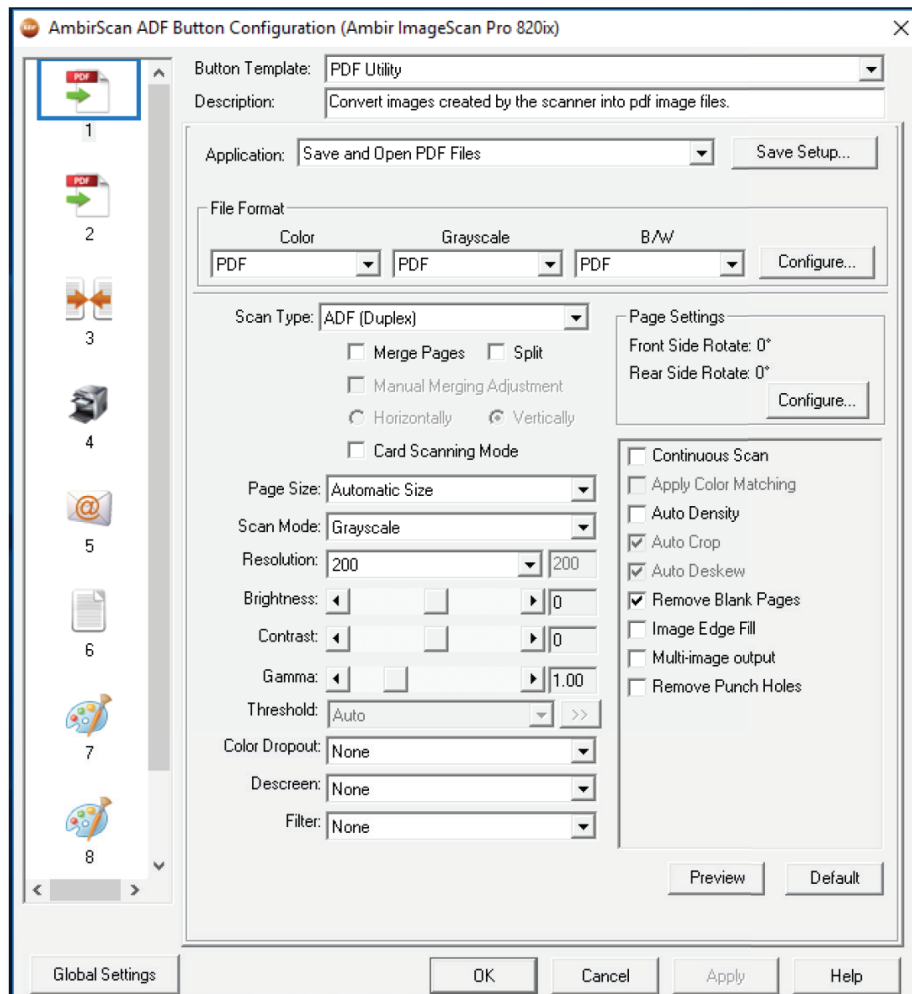 AmbirScan ADF Button Configuration (Ambir ImageScan Pro 820ix)
Button Template: PDF Utility
Description: Convert images created by the scanner into pdf image files.
Application: Save and Open PDF Files Save Setup...
File Format
Color Grayscale B/W
PDF PDF PDF Configure...
Scan Type: ADF (Duplex)
Merge Pages Split
Manual Merging Adjustment
Horizontally Vertically
Card Scanning Mode
Page Size: Automatic Size
Scan Mode: Grayscale
Resolution: 200 200
Brightness: 0
Contrast: 0
Gamma: 1.00
Threshold: Auto >>
Color Dropout: None
Descreen: None
Filter: None
Page Settings
Front Side Rotate: 0°
Rear Side Rotate: 0°
Configure...
Continuous Scan
Apply Color Matching
Auto Density
Auto Crop
Auto Deskew
Remove Blank Pages
Image Edge Fill
Multi-image output
Remove Punch Holes
Preview Default
PDF
1
PDF
2
3
4
@
5
6
7
8
Global Settings OK Cancel Apply Help